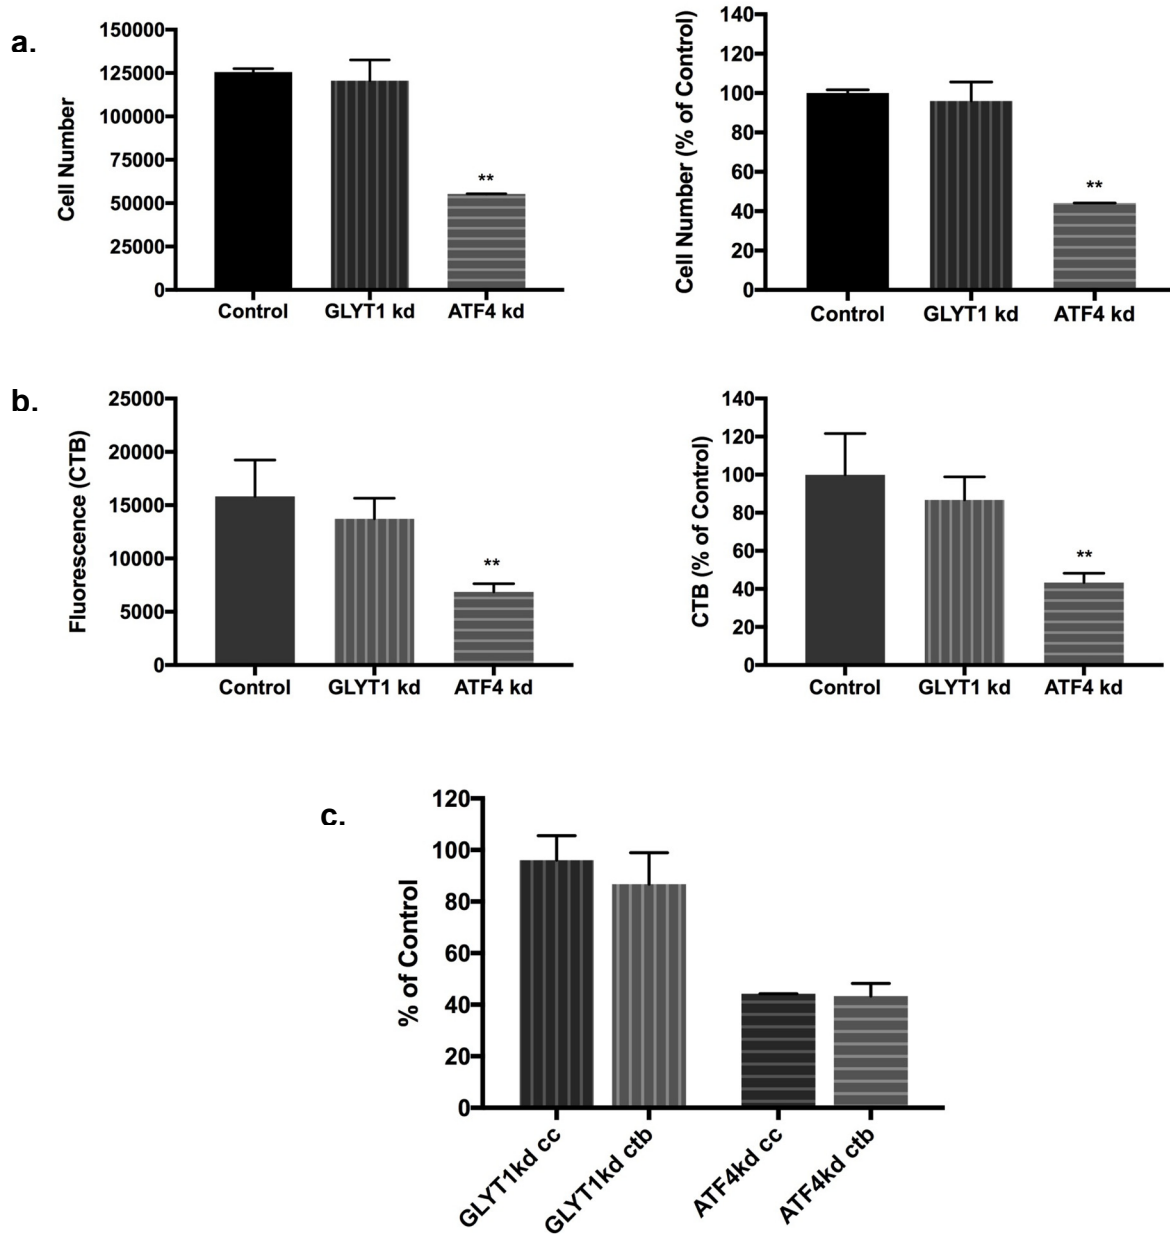 a.
Cell Number
150000
125000
100000
75000
50000
25000
0
**
Control GLYT1 kd ATF4 kd
Cell Number (% of Control)
140
120
100
80
60
40
20
0
**
Control GLYT1 kd ATF4 kd
b.
Fluorescence (CTB)
25000
20000
15000
10000
5000
0
**
Control GLYT1 kd ATF4 kd
CTB (% of Control)
140
120
100
80
60
40
20
0
**
Control GLYT1 kd ATF4 kd
c.
% of Control
120
100
80
60
40
20
0
GLYT1kd cc
GLYT1kd ctb
ATF4kd cc
ATF4kd ctb